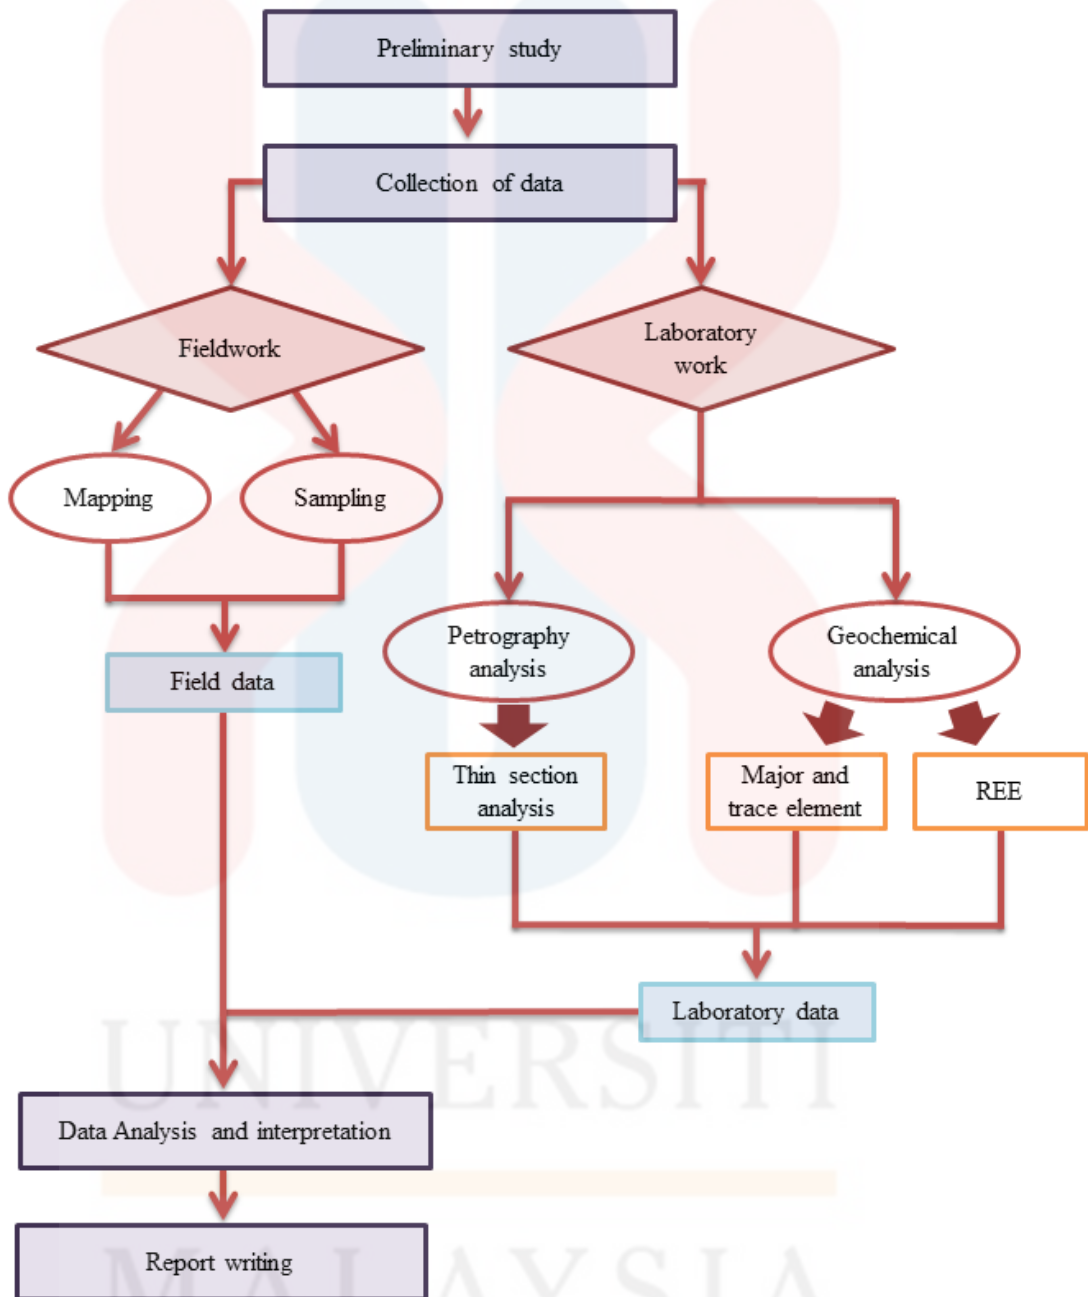 Preliminary study
Collection of data
Fieldwork
Laboratory
work
Mapping
Sampling
Petrography
analysis
Geochemical
analysis
Field data
Thin section
analysis
Major and
trace element
REE
Laboratory data
UNIVERSITI
Data Analysis and interpretation
Report writing
MALAYSIA